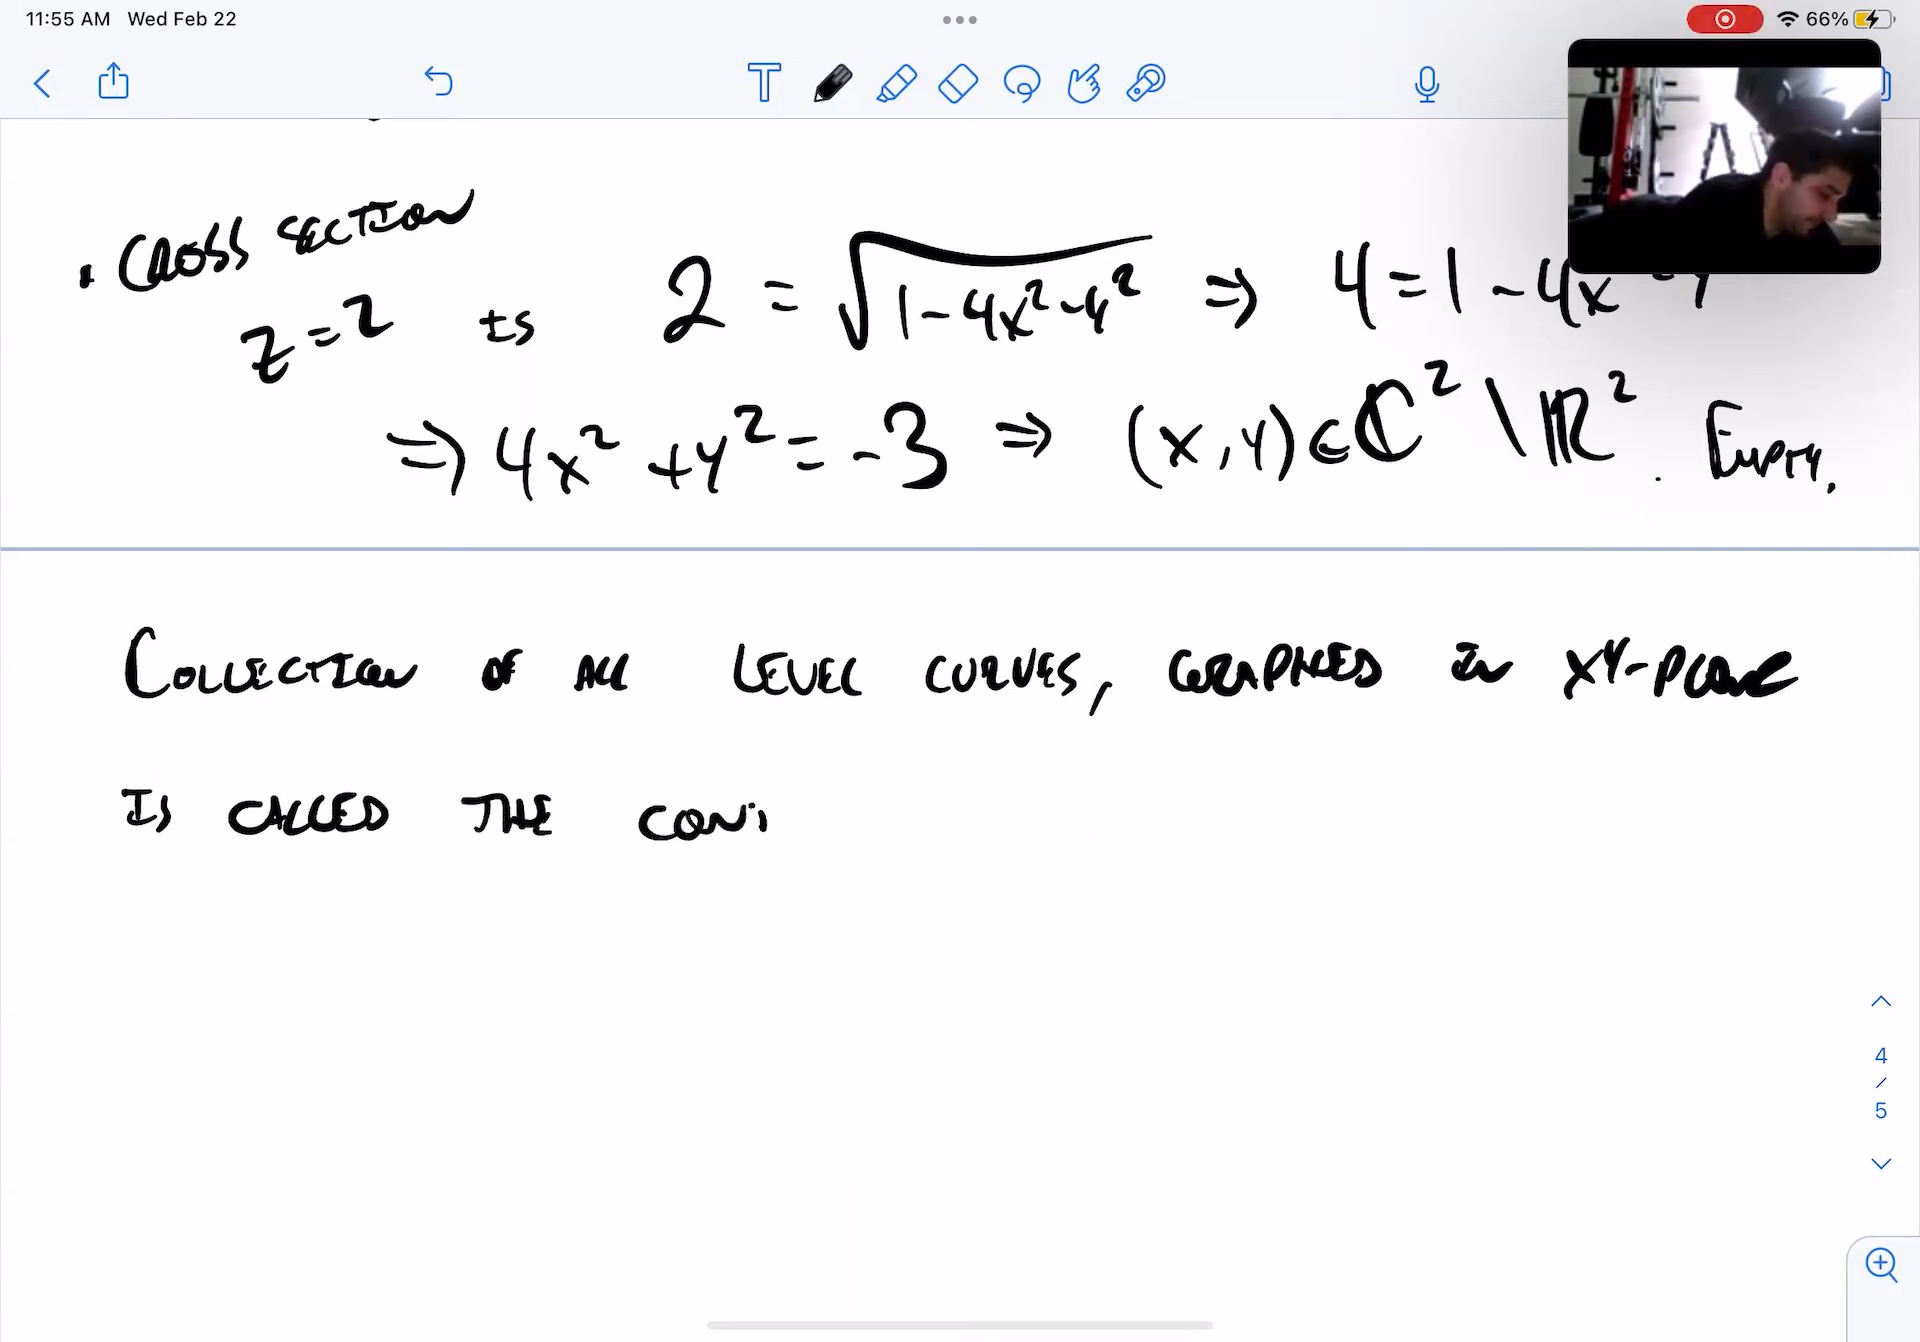 11:55 AM Wed Feb 22
66%
T
• CROSS SECTION
z=2 IS 2 = √(1-4x²-y²) ⇒ 4=1-4x -y
⇒ 4x²+y²=-3 ⇒ (x,y)∈ℂ²\ℝ². EMPTY.
COLLECTION OF ALL LEVEL CURVES, GRAPHED IN XY-PLANE
IS CALLED THE CON
4
/
5